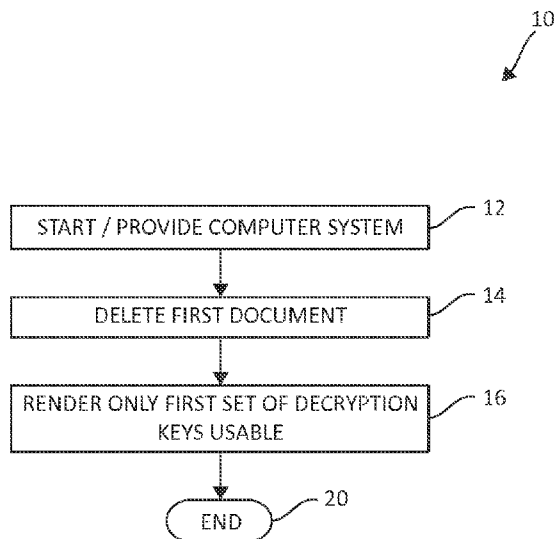 10
START / PROVIDE COMPUTER SYSTEM
12
DELETE FIRST DOCUMENT
14
RENDER ONLY FIRST SET OF DECRYPTION
KEYS USABLE
16
END
20